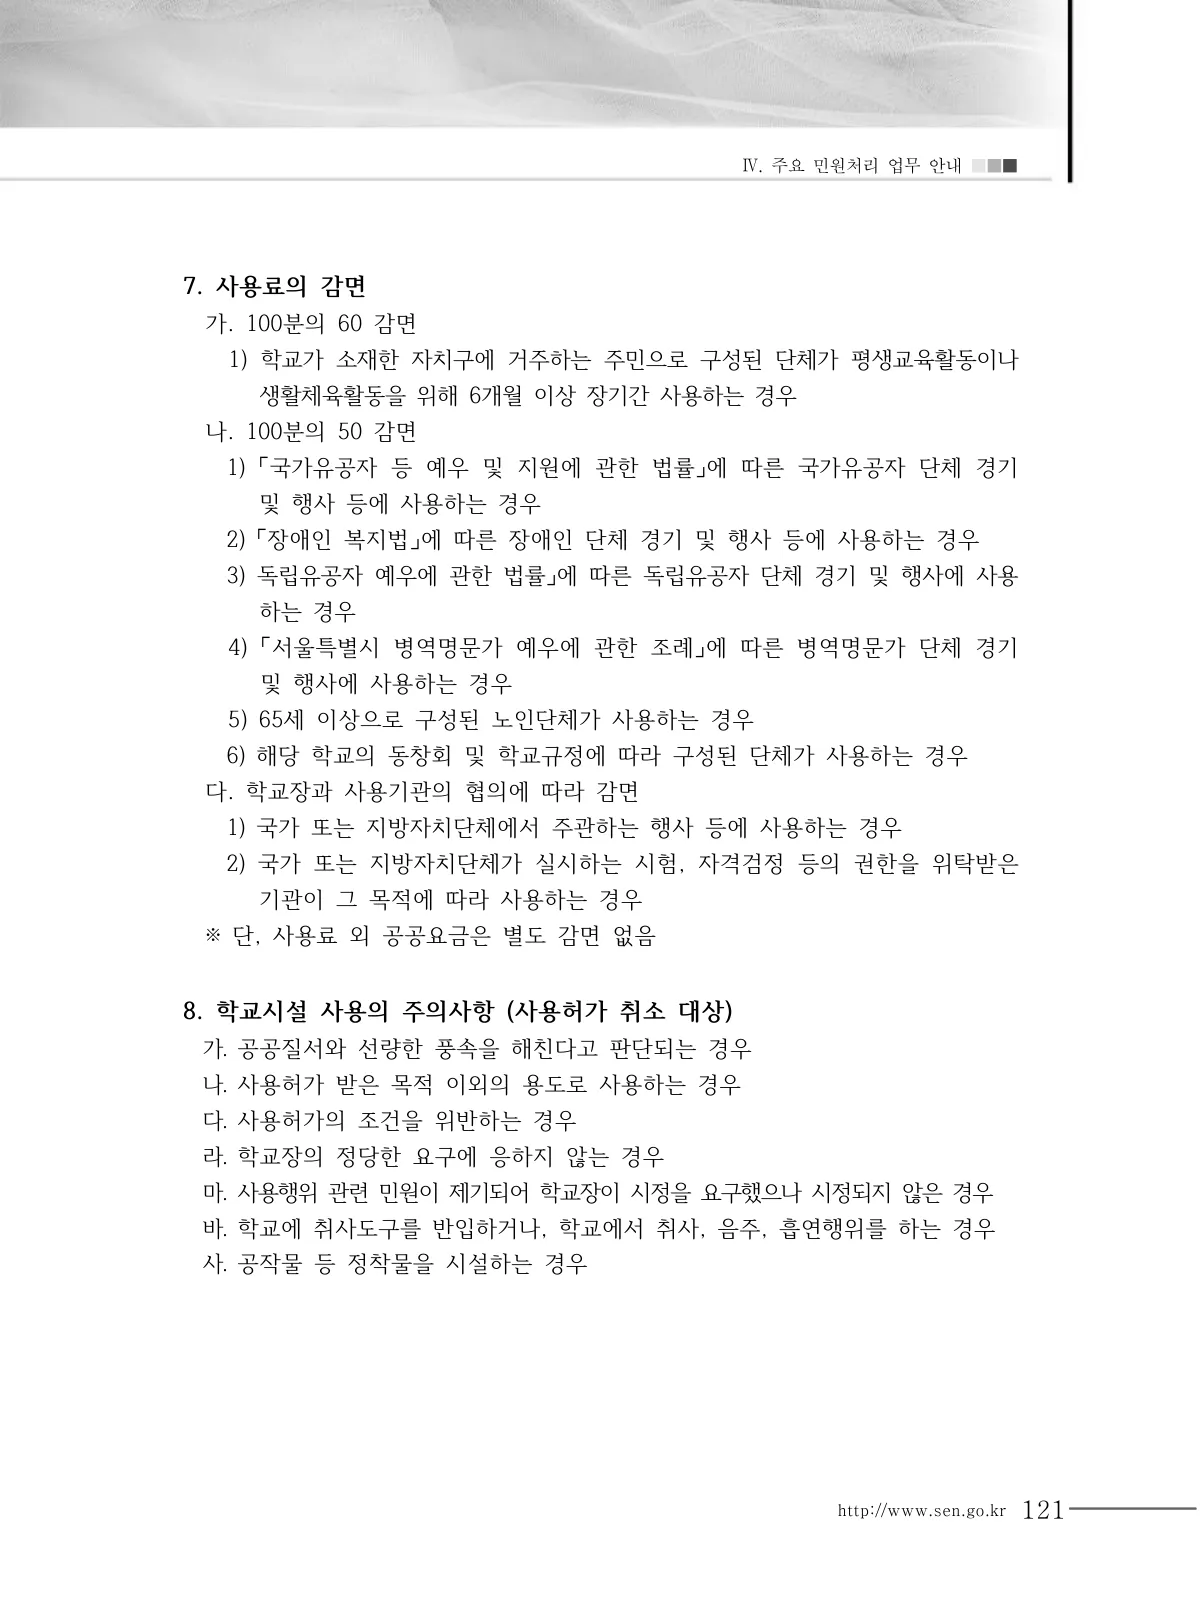 Ⅳ. 주요 민원처리 업무 안내
7. 사용료의 감면
가. 100분의 60 감면
1) 학교가 소재한 자치구에 거주하는 주민으로 구성된 단체가 평생교육활동이나
생활체육활동을 위해 6개월 이상 장기간 사용하는 경우
나. 100분의 50 감면
1) 「국가유공자 등 예우 및 지원에 관한 법률」에 따른 국가유공자 단체 경기
및 행사 등에 사용하는 경우
2) 「장애인 복지법」에 따른 장애인 단체 경기 및 행사 등에 사용하는 경우
3) 독립유공자 예우에 관한 법률」에 따른 독립유공자 단체 경기 및 행사에 사용
하는 경우
4) 「서울특별시 병역명문가 예우에 관한 조례」에 따른 병역명문가 단체 경기
및 행사에 사용하는 경우
5) 65세 이상으로 구성된 노인단체가 사용하는 경우
6) 해당 학교의 동창회 및 학교규정에 따라 구성된 단체가 사용하는 경우
다. 학교장과 사용기관의 협의에 따라 감면
1) 국가 또는 지방자치단체에서 주관하는 행사 등에 사용하는 경우
2) 국가 또는 지방자치단체가 실시하는 시험, 자격검정 등의 권한을 위탁받은
기관이 그 목적에 따라 사용하는 경우
※ 단, 사용료 외 공공요금은 별도 감면 없음
8. 학교시설 사용의 주의사항 (사용허가 취소 대상)
가. 공공질서와 선량한 풍속을 해친다고 판단되는 경우
나. 사용허가 받은 목적 이외의 용도로 사용하는 경우
다. 사용허가의 조건을 위반하는 경우
라. 학교장의 정당한 요구에 응하지 않는 경우
마. 사용행위 관련 민원이 제기되어 학교장이 시정을 요구했으나 시정되지 않은 경우
바. 학교에 취사도구를 반입하거나, 학교에서 취사, 음주, 흡연행위를 하는 경우
사. 공작물 등 정착물을 시설하는 경우
http://www.sen.go.kr 121